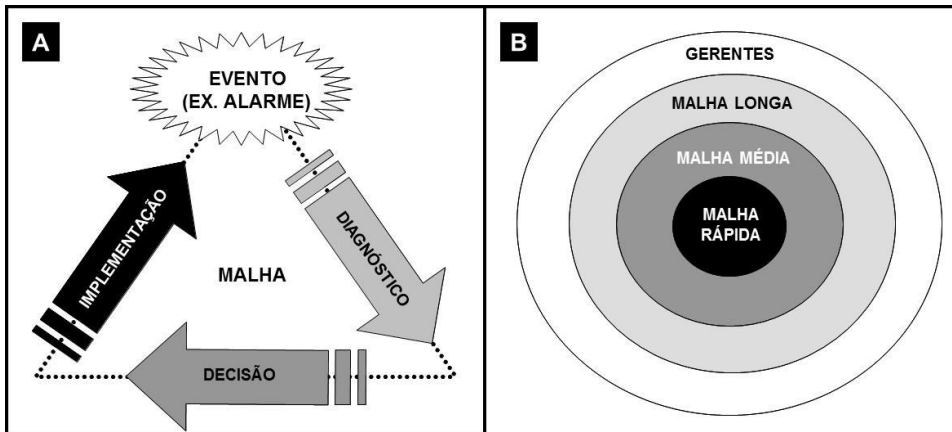 A
EVENTO
(EX. ALARME)
IMPLEMENTAÇÃO
DIAGNÓSTICO
MALHA
DECISÃO
B
GERENTES
MALHA LONGA
MALHA MÉDIA
MALHA
RÁPIDA